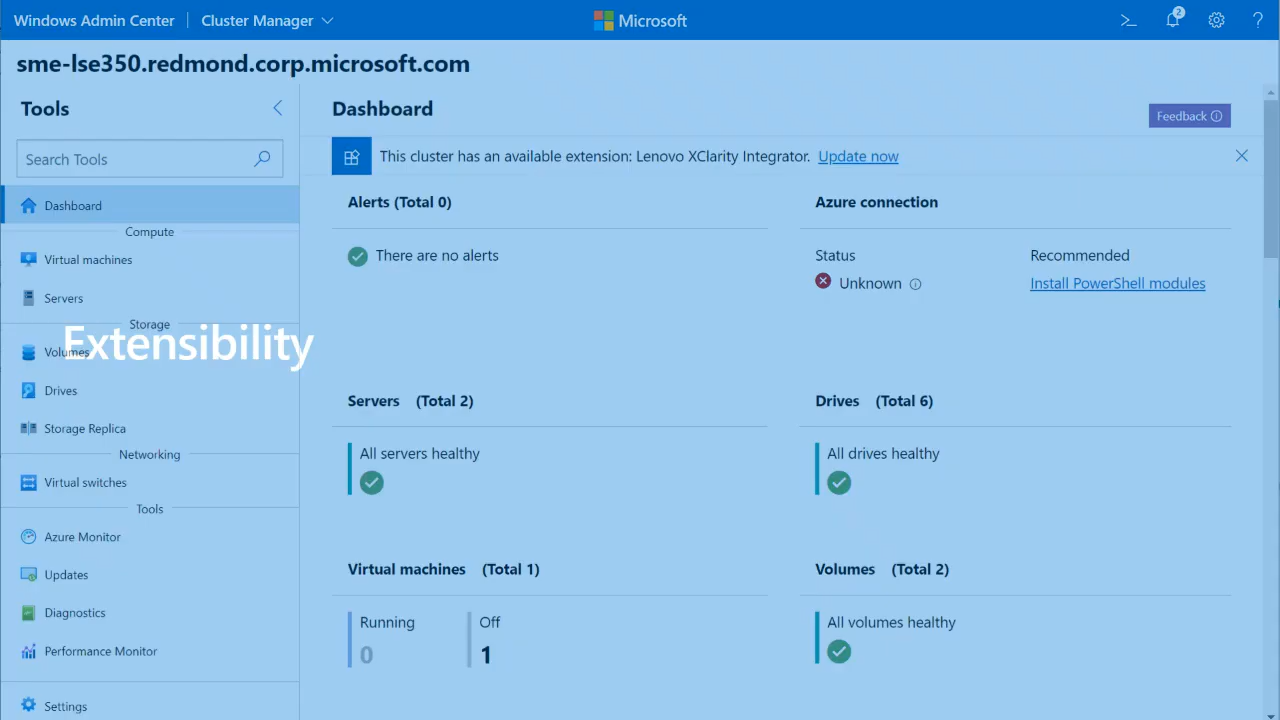 Windows Admin Center
Cluster Manager
Microsoft
2
sme-lse350.redmond.corp.microsoft.com
Tools
Search Tools
Dashboard
Compute
Virtual machines
Servers
Storage
Volumes
Extensibility
Drives
Storage Replica
Networking
Virtual switches
Tools
Azure Monitor
Updates
Diagnostics
Performance Monitor
Settings
Dashboard
Feedback
This cluster has an available extension: Lenovo XClarity Integrator. Update now
Alerts (Total 0)
There are no alerts
Azure connection
Status
Unknown
Recommended
Install PowerShell modules
Servers (Total 2)
All servers healthy
Drives (Total 6)
All drives healthy
Virtual machines (Total 1)
Running
0
Off
1
Volumes (Total 2)
All volumes healthy